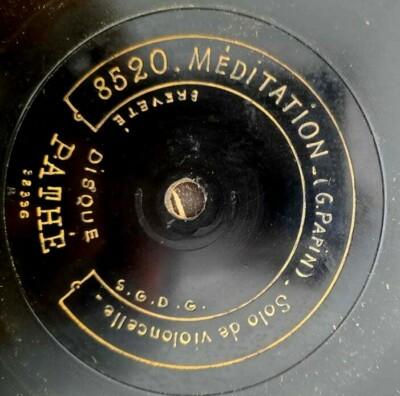 8520. MÉDITATION _ (G. PAPIN) _ Solo de violoncelle _
BREVETÉ
S.G.D.G.
DISQUE
PATHÉ